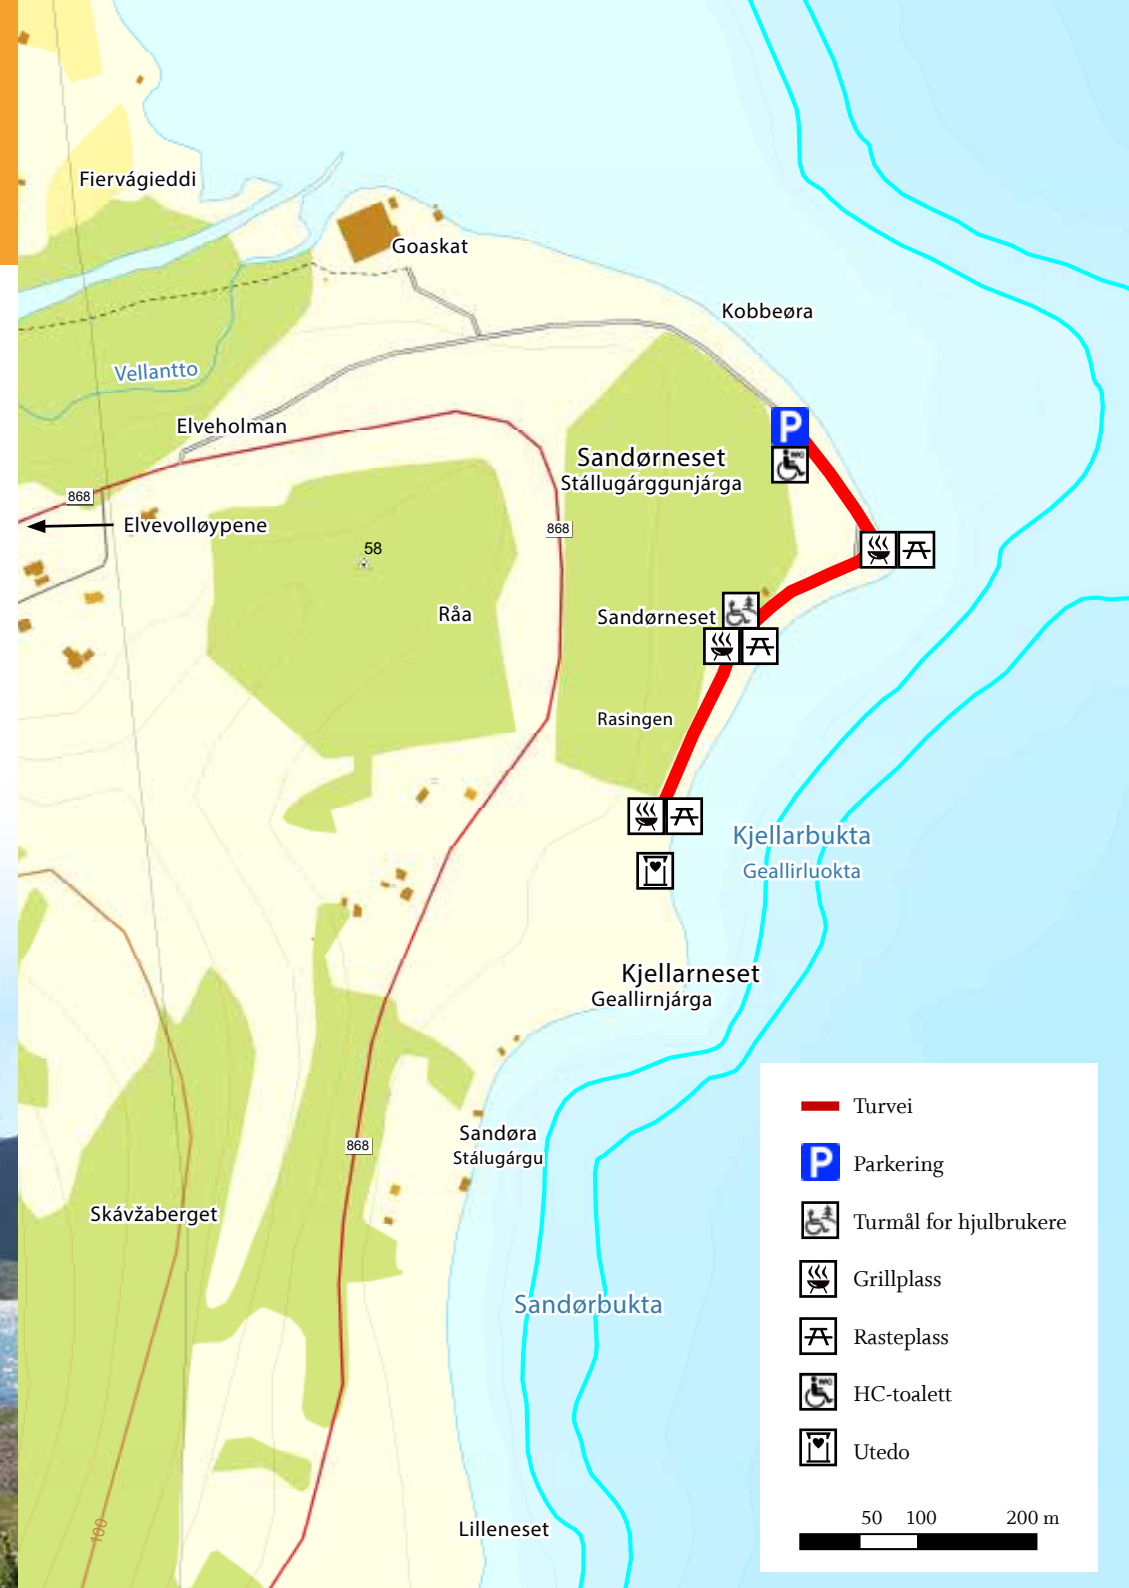 Fiervágieddi
Goaskat
Kobbeøra
Vellantto
Elveholman
Sandørneset
Stállugárggunjárga
868
Elvevolløypene
868
58
Råa
Sandørneset
Rasingen
Kjellarbukta
Geallirluokta
Kjellarneset
Geallirnjárga
Sandøra
Stálugárgu
868
Skávžaberget
Sandørbukta
Lilleneset
100
P
Turvei
P
Parkering
Turmål for hjulbrukere
Grillplass
Rasteplass
HC-toalett
Utedo
50 100 200 m